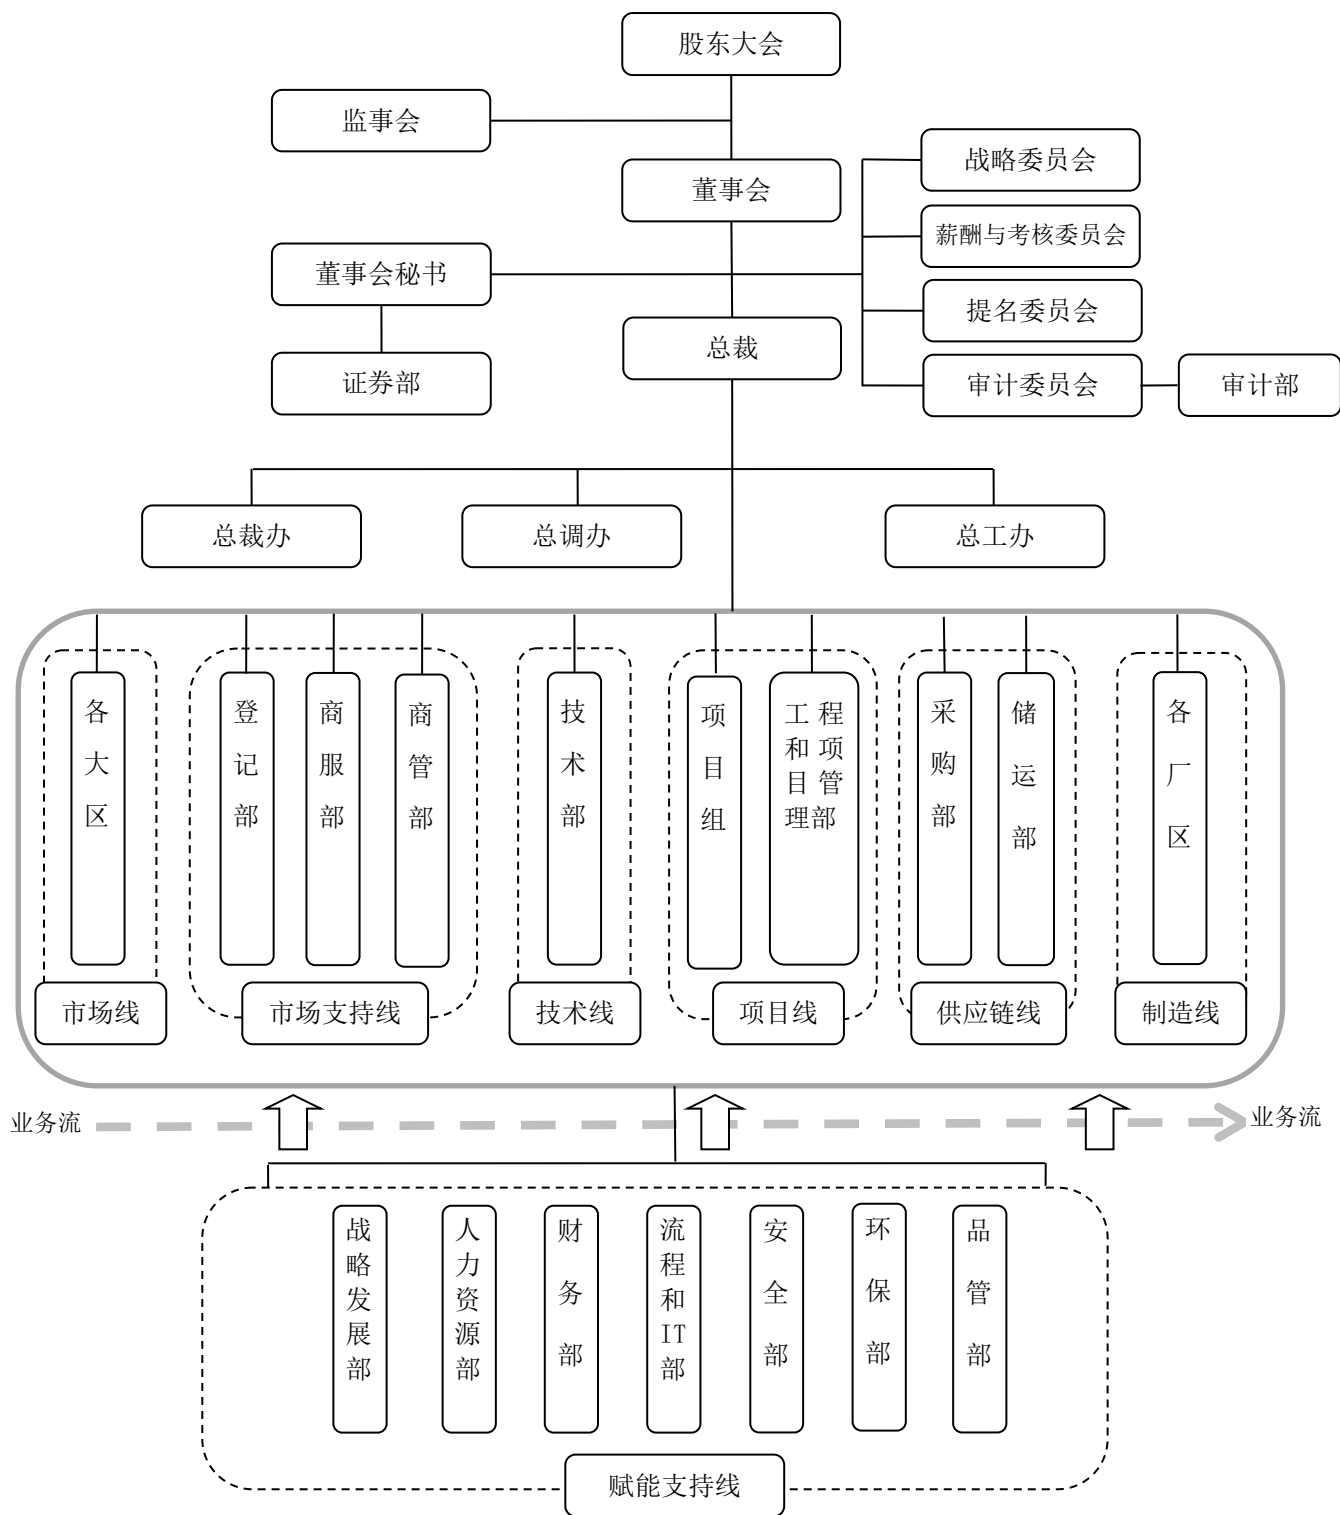 股东大会
监事会
董事会
战略委员会
薪酬与考核委员会
董事会秘书
提名委员会
总裁
证券部
审计委员会
审计部
总裁办
总调办
总工办
各大区
登记部
商服部
商管部
技术部
项目组
工程
和项
目管
理部
采购部
储运部
各厂区
市场线
市场支持线
技术线
项目线
供应链线
制造线
业务流
业务流
战略发展部
人力资源部
财务部
流程和IT部
安全部
环保部
品管部
赋能支持线